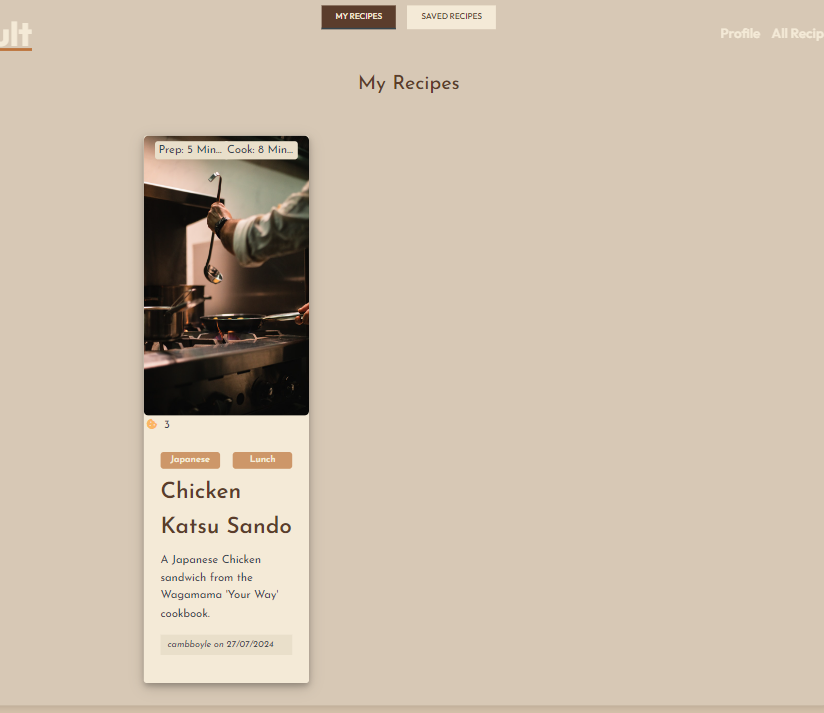 MY RECIPES SAVED RECIPES
ult
Profile All Recip
My Recipes
Prep: 5 Min... Cook: 8 Min...
3
Japanese Lunch
Chicken
Katsu Sando
A Japanese Chicken
sandwich from the
Wagamama 'Your Way'
cookbook.
cambboyle on 27/07/2024